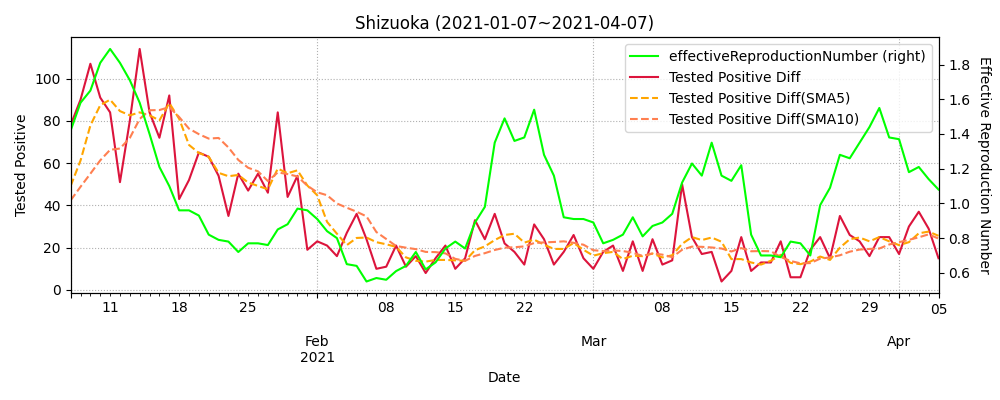 Shizuoka (2021-01-07~2021-04-07)
effectiveReproductionNumber (right)
Tested Positive Diff
Tested Positive Diff(SMA5)
Tested Positive Diff(SMA10)
Tested Positive
100
80
60
40
20
0
1.8
1.6
1.4
1.2
1.0
0.8
0.6
Effective Reproduction Number
11 18 25 08 15 22 08 15 22 29 05
Feb Mar Apr
2021
Date